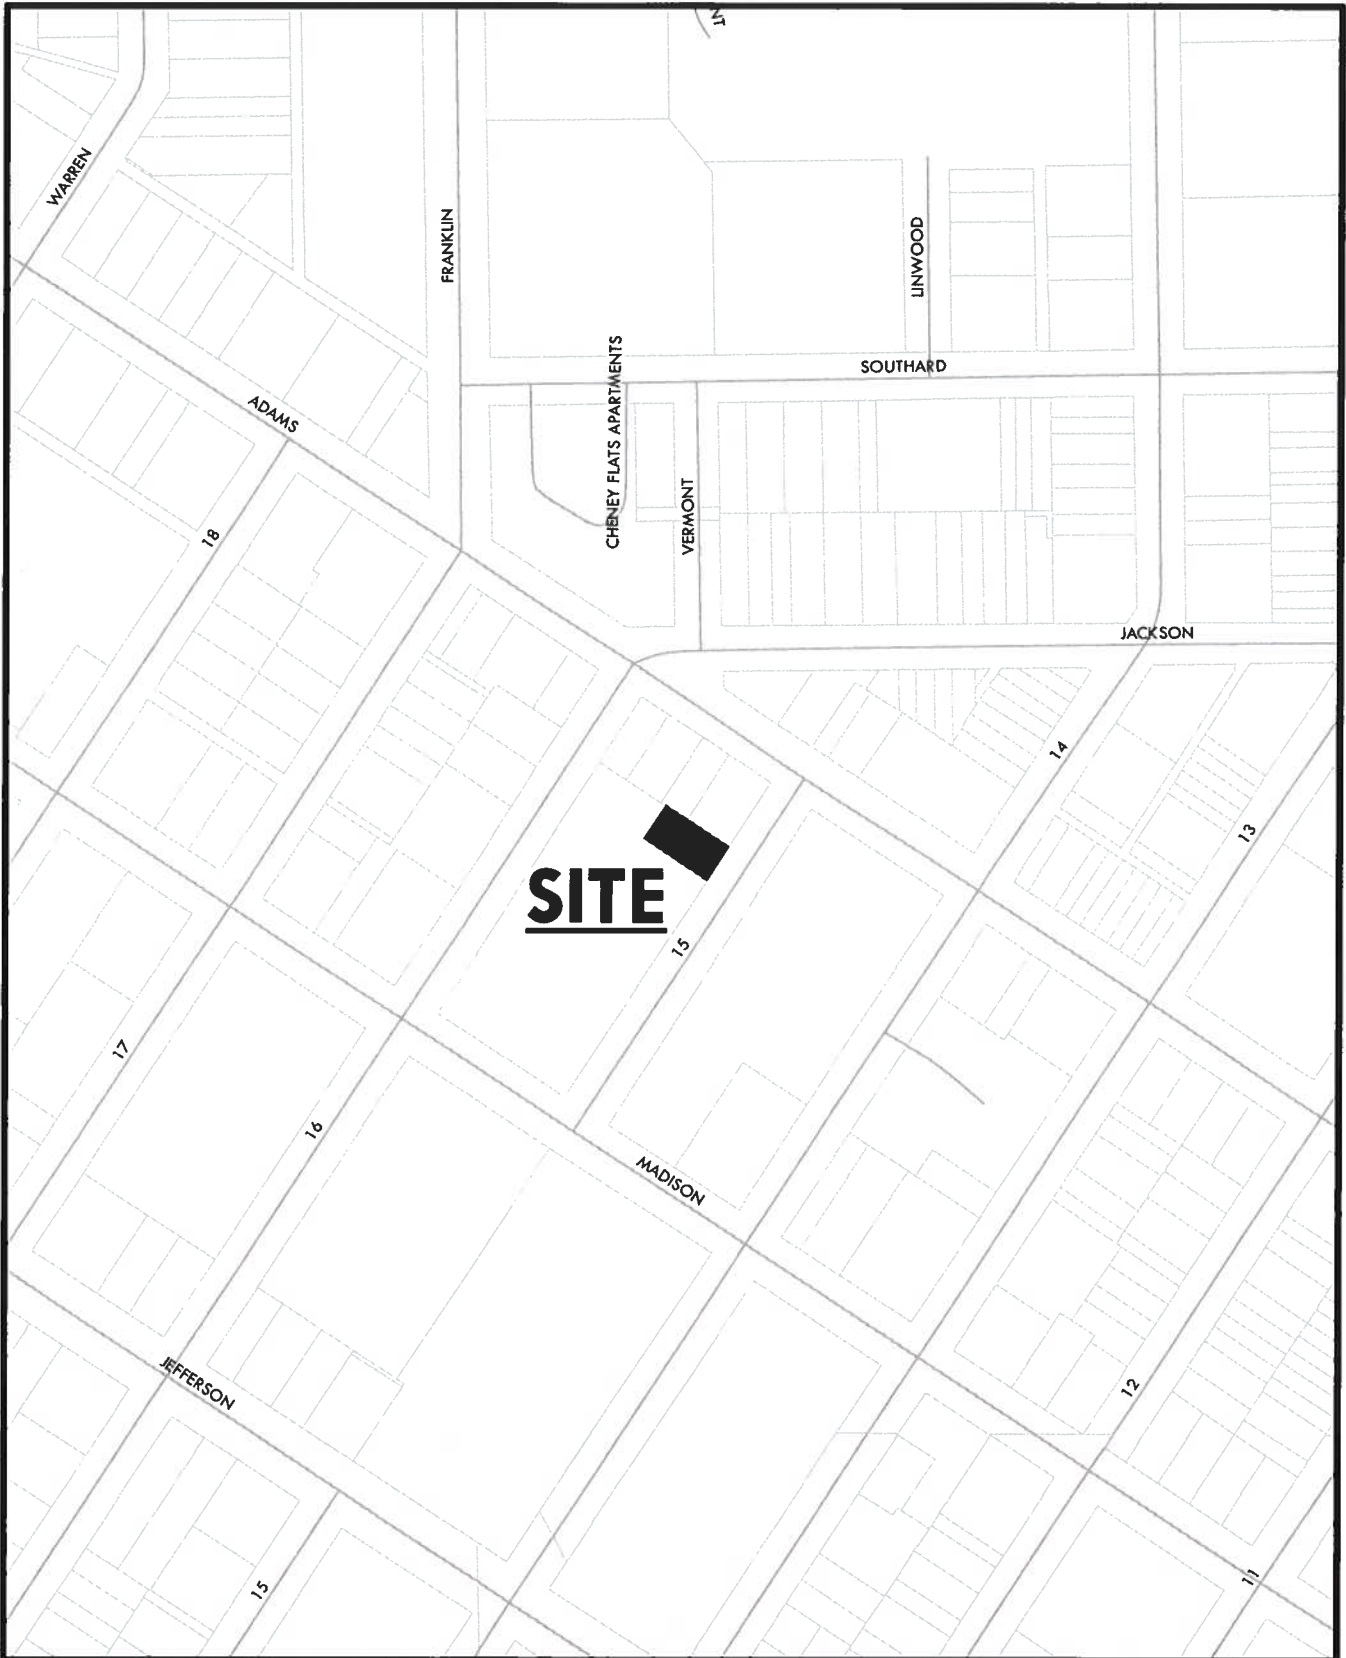 NT
WARREN
FRANKLIN
LINWOOD
CHENEY FLATS APARTMENTS
SOUTHARD
ADAMS
VERMONT
18
JACKSON
14
13
SITE
15
17
16
MADISON
JEFFERSON
12
15
11